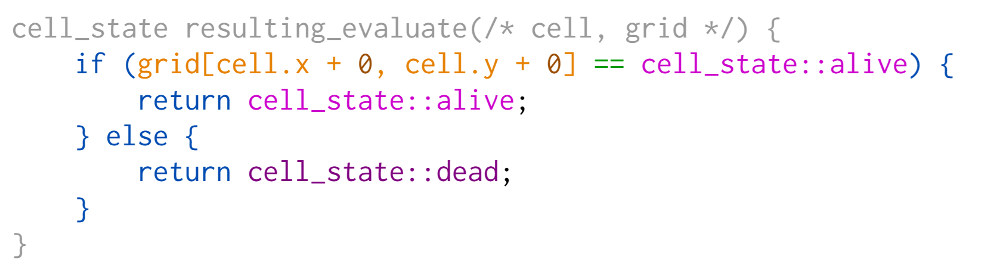 cell_state resulting_evaluate(/* cell, grid */) {
    if (grid[cell.x + 0, cell.y + 0] == cell_state::alive) {
        return cell_state::alive;
    } else {
        return cell_state::dead;
    }
}